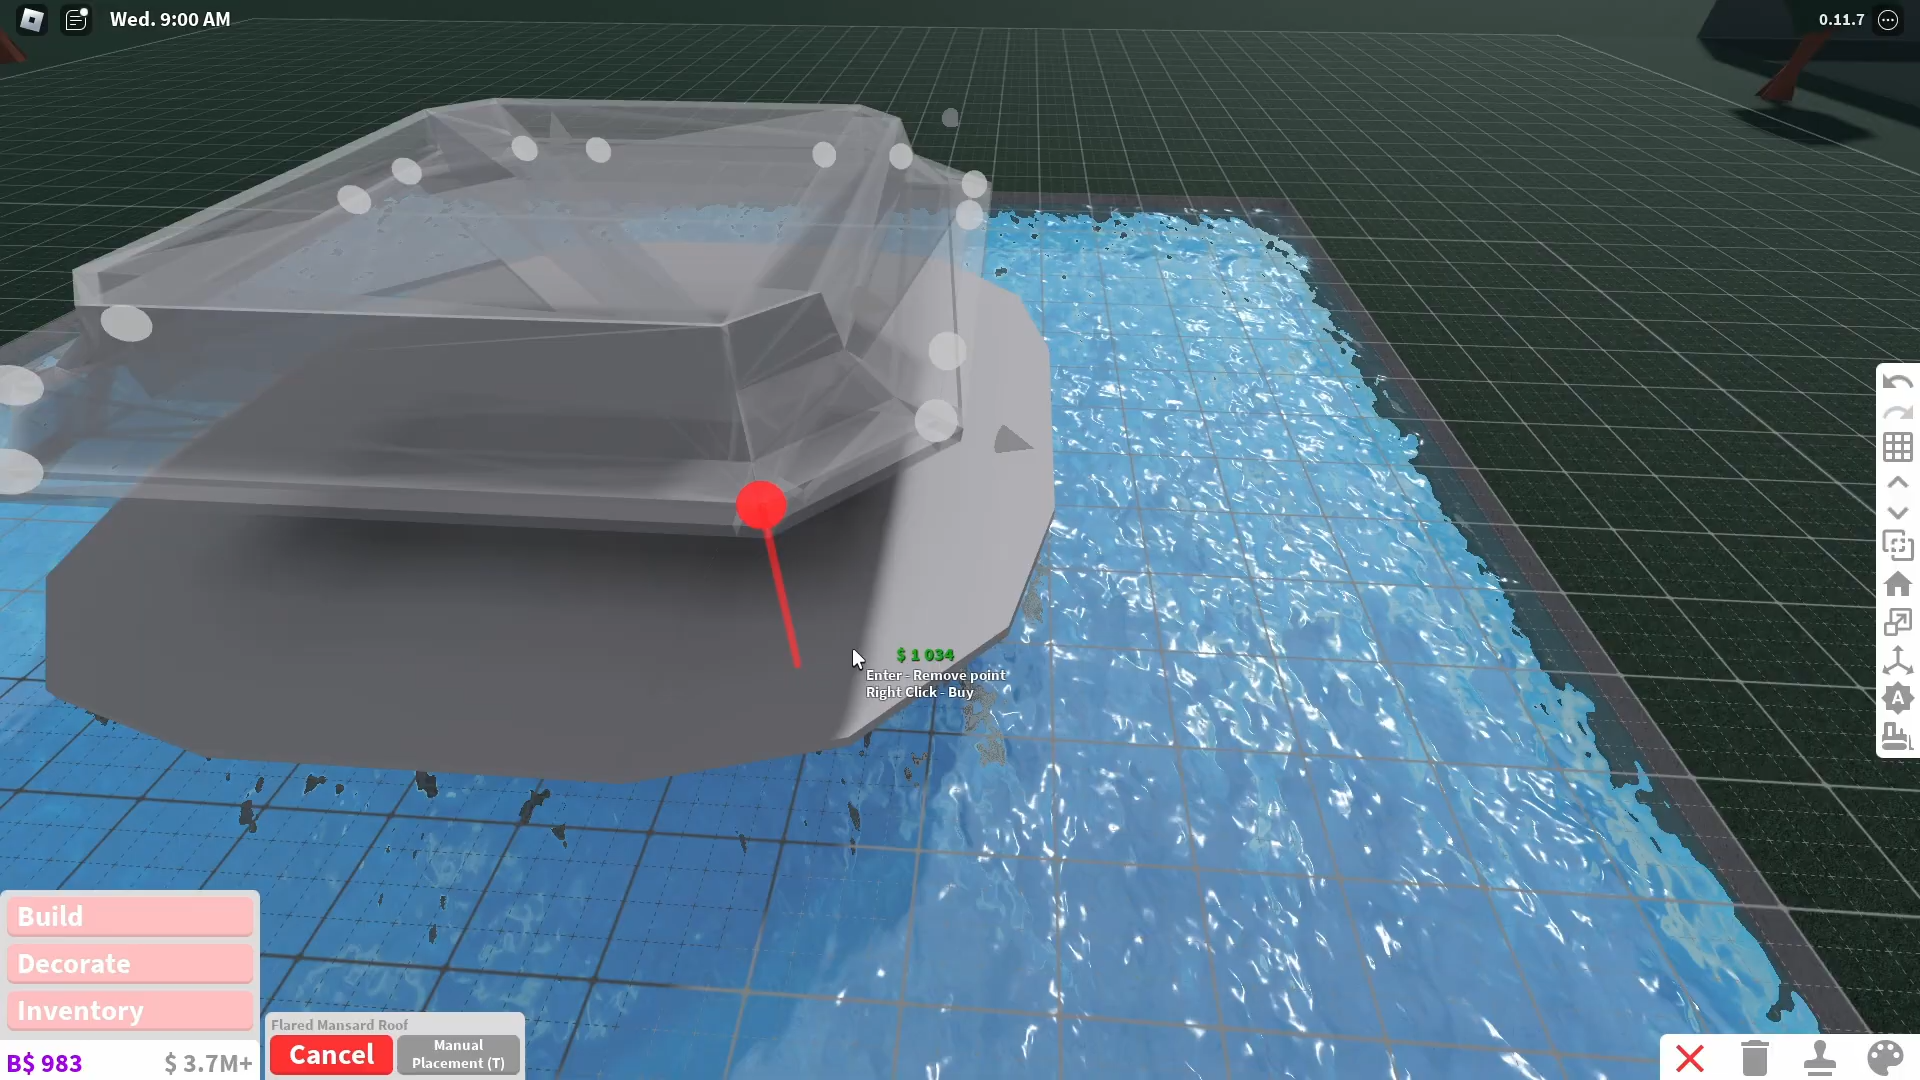 Wed. 9:00 AM
0.11.7
$ 1 034
Enter - Remove point
Right Click - Buy
A
Build
Decorate
Inventory
B$ 983
$ 3.7M+
Flared Mansard Roof
Cancel
Manual
Placement (T)